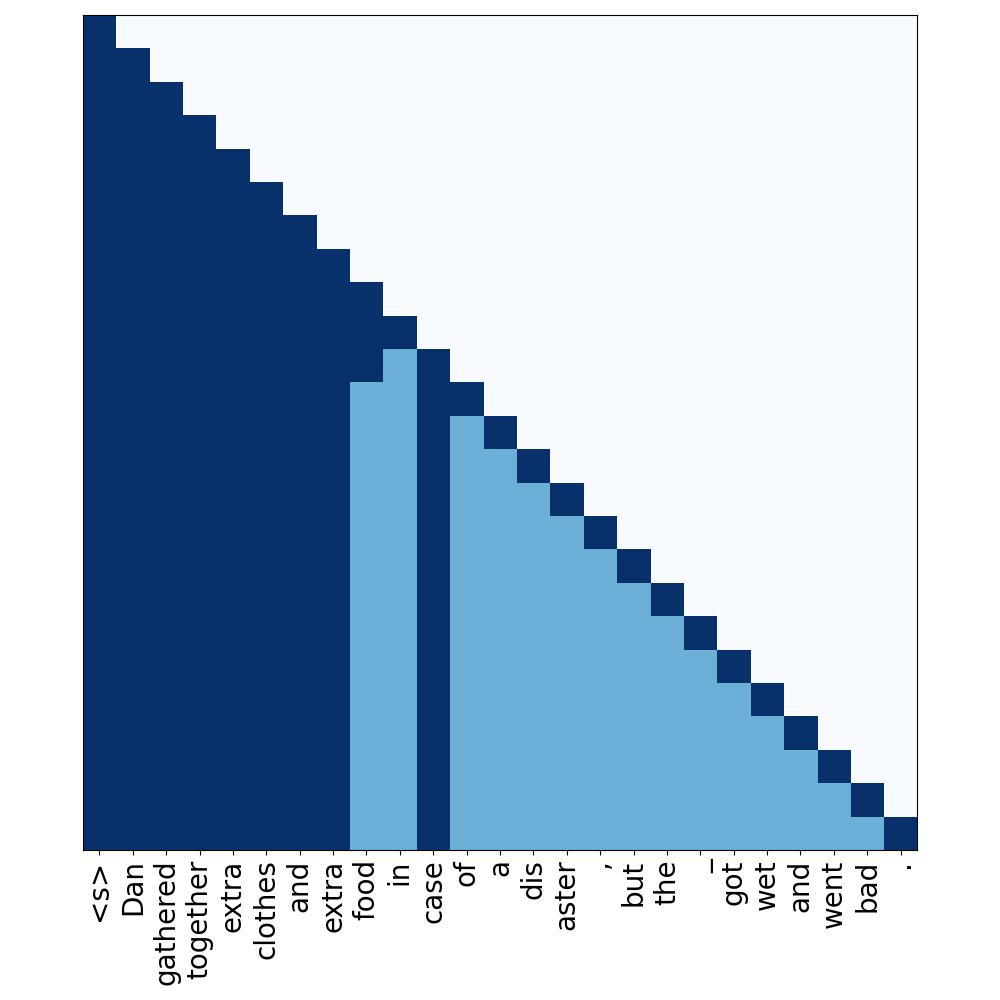 <s> Dan gathered together extra clothes and extra food in case of a dis aster , but the _ got wet and went bad .